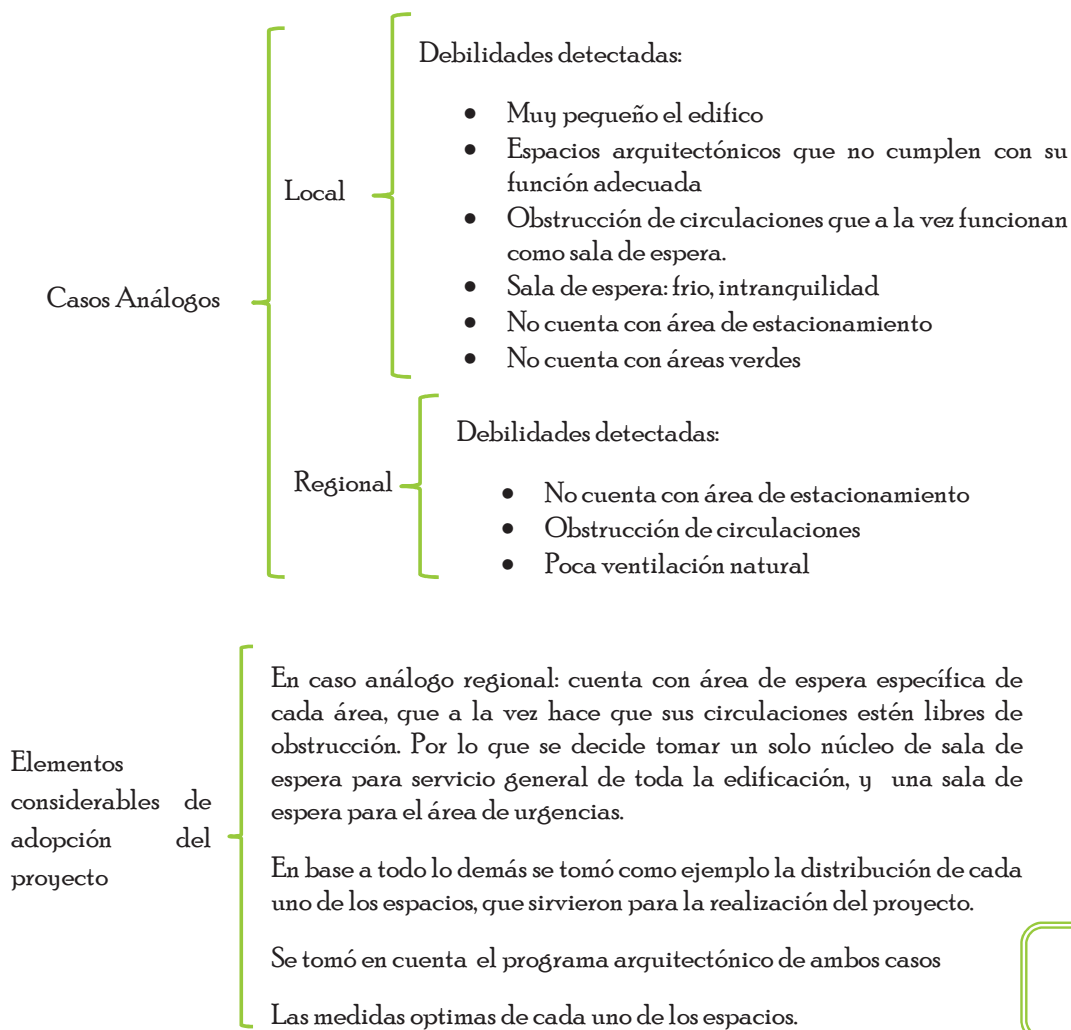 Casos Análogos
Local
Debilidades detectadas:
• Muy pequeño el edifico
• Espacios arquitectónicos que no cumplen con su
función adecuada
• Obstrucción de circulaciones que a la vez funcionan
como sala de espera.
• Sala de espera: frio, intranquilidad
• No cuenta con área de estacionamiento
• No cuenta con áreas verdes
Regional
Debilidades detectadas:
• No cuenta con área de estacionamiento
• Obstrucción de circulaciones
• Poca ventilación natural
Elementos
considerables de
adopción del
proyecto
En caso análogo regional: cuenta con área de espera específica de
cada área, que a la vez hace que sus circulaciones estén libres de
obstrucción. Por lo que se decide tomar un solo núcleo de sala de
espera para servicio general de toda la edificación, y una sala de
espera para el área de urgencias.
En base a todo lo demás se tomó como ejemplo la distribución de cada
uno de los espacios, que sirvieron para la realización del proyecto.
Se tomó en cuenta el programa arquitectónico de ambos casos
Las medidas optimas de cada uno de los espacios.